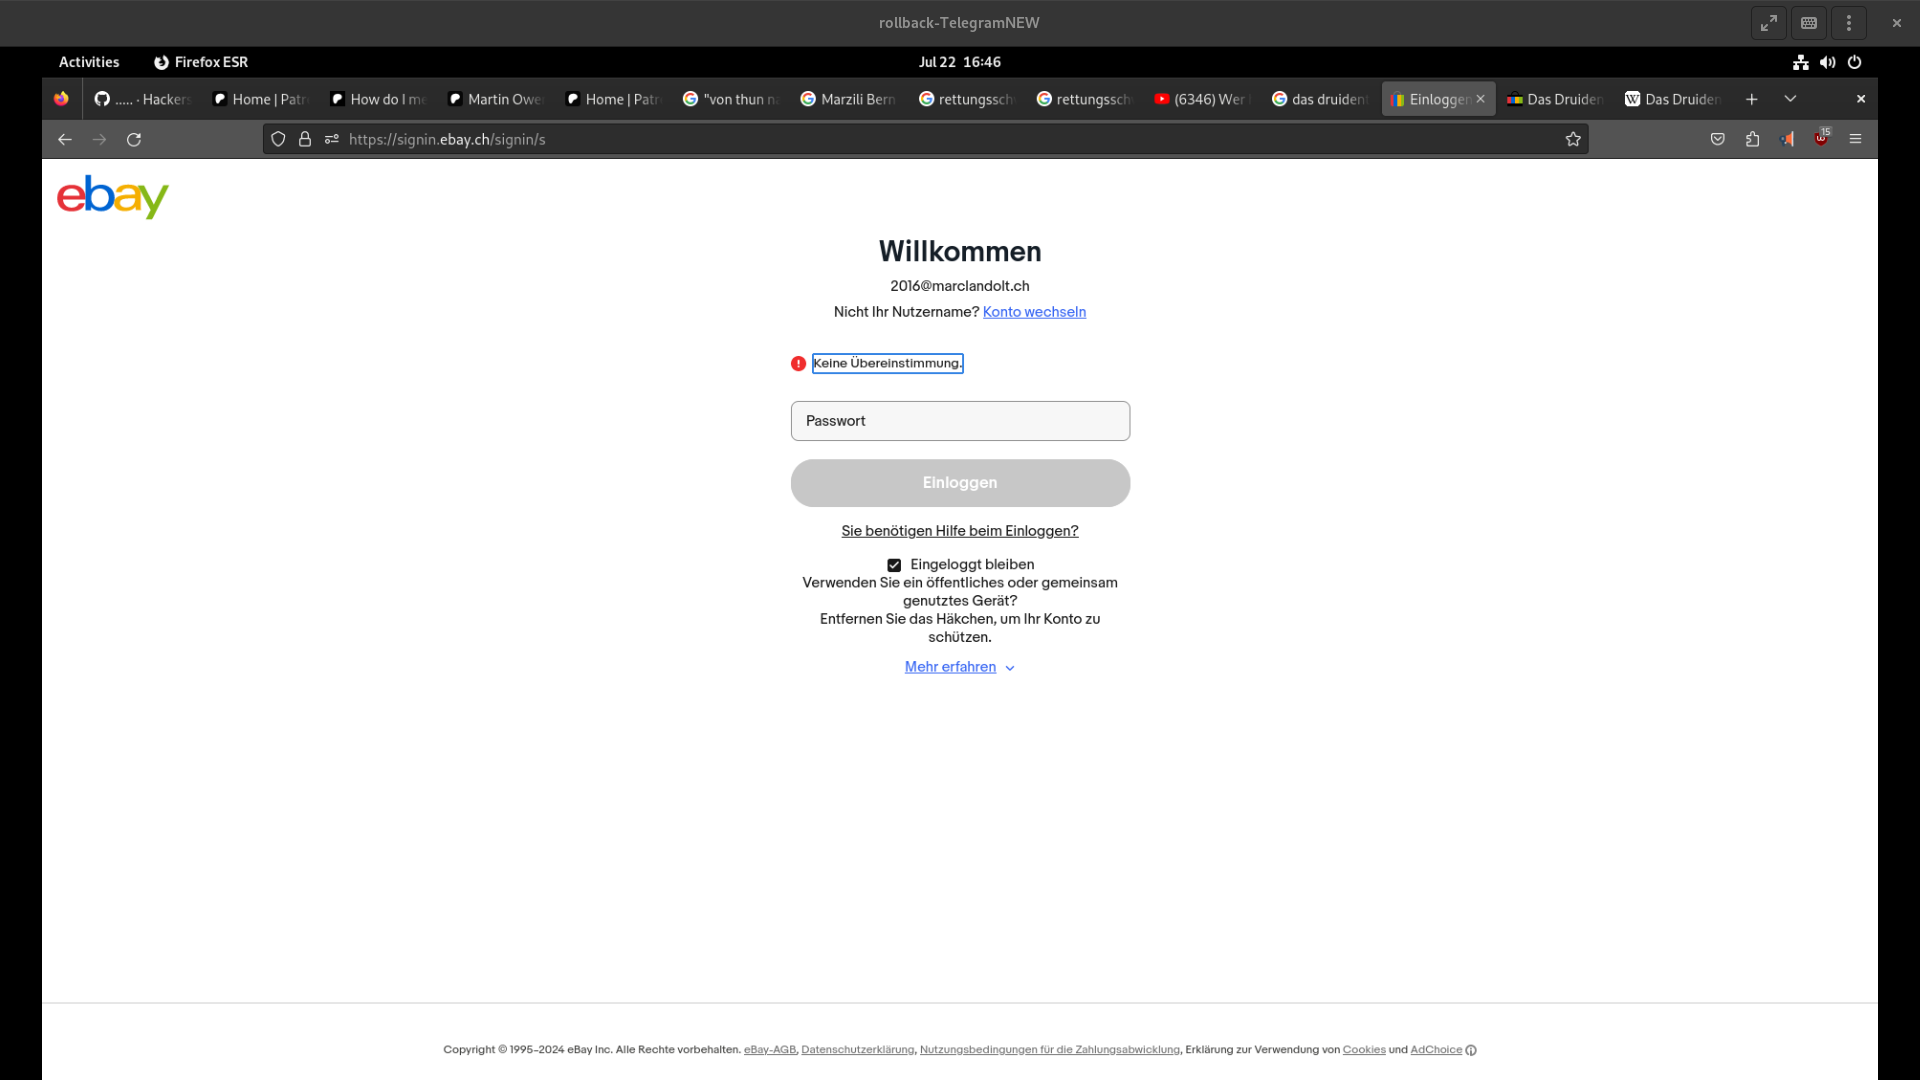 rollback-TelegramNEW
Activities Firefox ESR Jul 22 16:46
..... · Hackers Home | Patr How do I me Martin Owe Home | Patr "von thun na Marzili Bern rettungssch rettungssch (6346) Wer das druiden Einloggen Das Druiden Das Druiden
https://signin.ebay.ch/signin/s 15
ebay
Willkommen
2016@marclandolt.ch
Nicht Ihr Nutzername? Konto wechseln
Keine Übereinstimmung.
Passwort
Einloggen
Sie benötigen Hilfe beim Einloggen?
Eingeloggt bleiben
Verwenden Sie ein öffentliches oder gemeinsam
genutztes Gerät?
Entfernen Sie das Häkchen, um Ihr Konto zu
schützen.
Mehr erfahren
Copyright © 1995-2024 eBay Inc. Alle Rechte vorbehalten. eBay-AGB, Datenschutzerklärung, Nutzungsbedingungen für die Zahlungsabwicklung, Erklärung zur Verwendung von Cookies und AdChoice